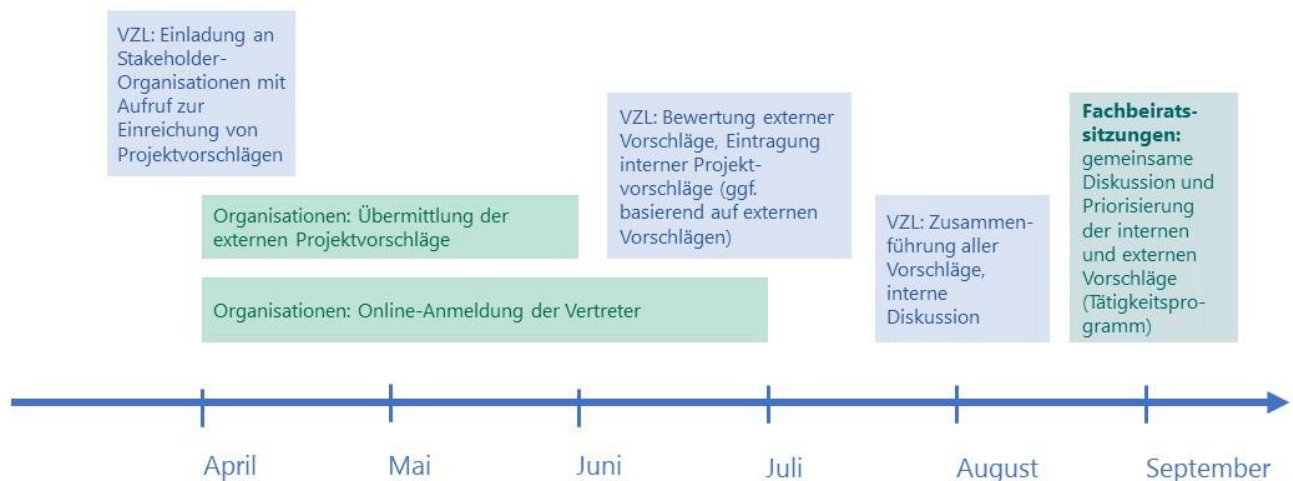 VZL: Einladung an
Stakeholder-
Organisationen mit
Aufruf zur
Einreichung von
Projektvorschlägen
Organisationen: Übermittlung der
externen Projektvorschläge
Organisationen: Online-Anmeldung der Vertreter
VZL: Bewertung externer
Vorschläge, Eintragung
interner Projekt-
vorschläge (ggf.
basierend auf externen
Vorschlägen)
VZL: Zusammen-
führung aller
Vorschläge,
interne
Diskussion
Fachbeirats-
sitzungen:
gemeinsame
Diskussion und
Priorisierung
der internen
und externen
Vorschläge
(Tätigkeitspro-
gramm)
April
Mai
Juni
Juli
August
September